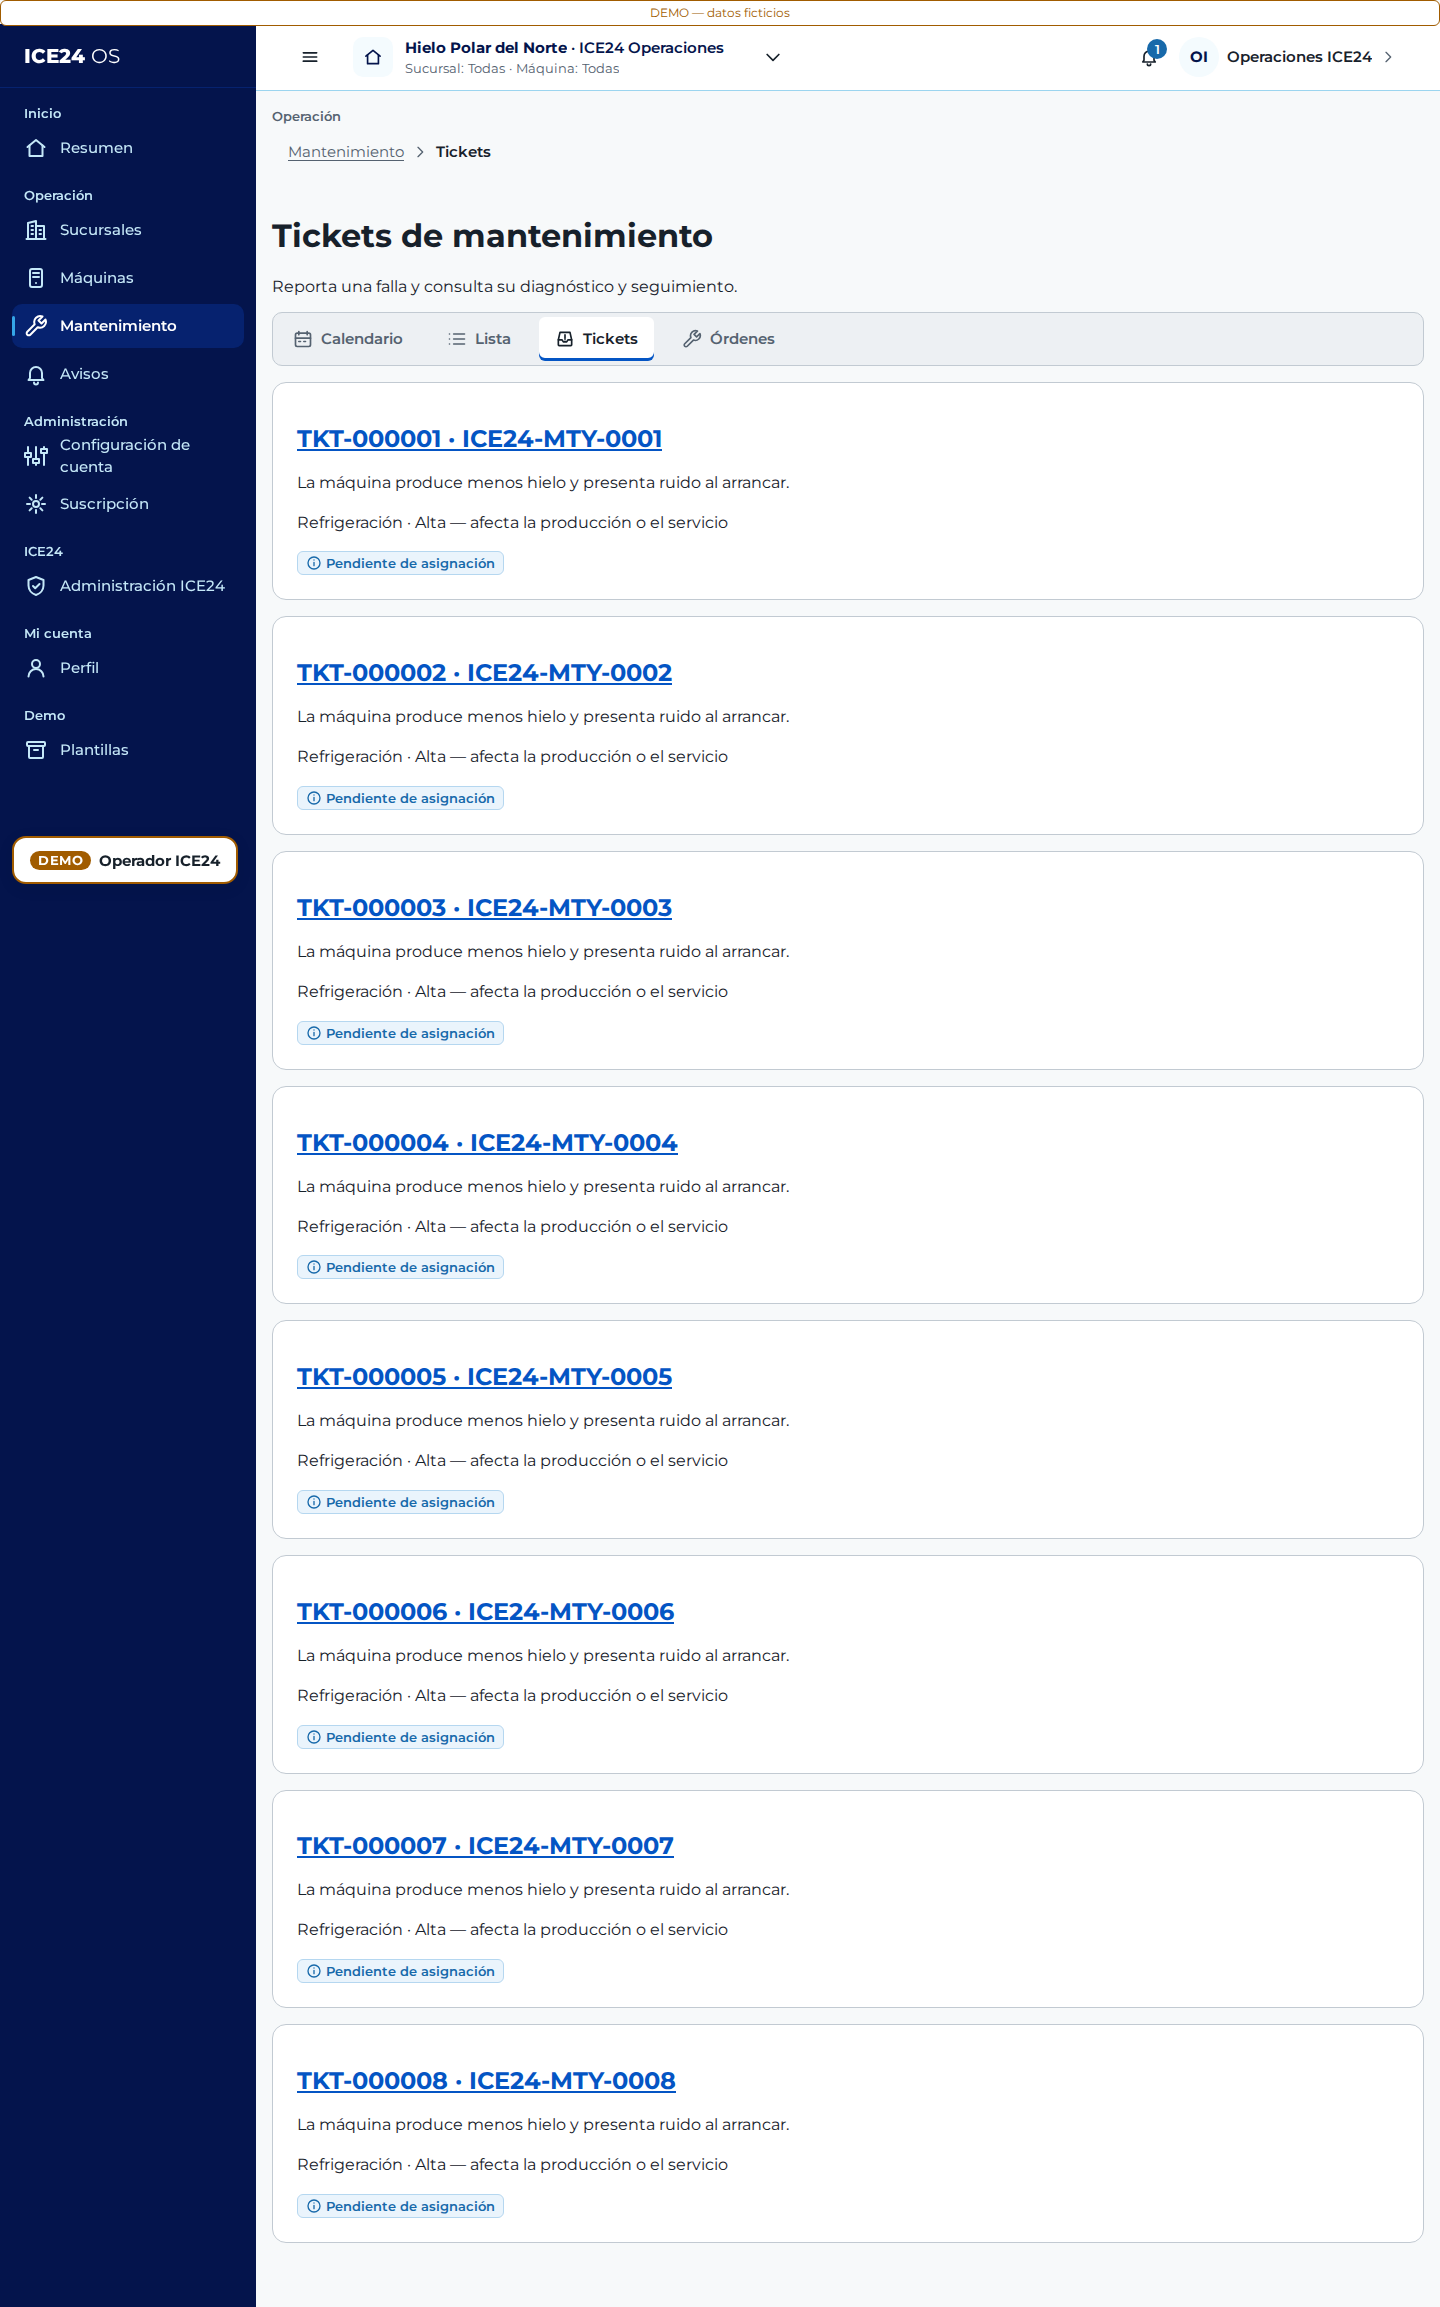 DEMO — datos ficticios
ICE24 OS
Inicio
Resumen
Operación
Sucursales
Máquinas
Mantenimiento
Avisos
Administración
Configuración de
cuenta
Suscripción
ICE24
Administración ICE24
Mi cuenta
Perfil
Demo
Plantillas
DEMO Operador ICE24
Hielo Polar del Norte · ICE24 Operaciones
Sucursal: Todas · Máquina: Todas
1
OI Operaciones ICE24
Operación
Mantenimiento Tickets
Tickets de mantenimiento
Reporta una falla y consulta su diagnóstico y seguimiento.
Calendario Lista Tickets Órdenes
TKT-000001 · ICE24-MTY-0001
La máquina produce menos hielo y presenta ruido al arrancar.
Refrigeración · Alta — afecta la producción o el servicio
Pendiente de asignación
TKT-000002 · ICE24-MTY-0002
La máquina produce menos hielo y presenta ruido al arrancar.
Refrigeración · Alta — afecta la producción o el servicio
Pendiente de asignación
TKT-000003 · ICE24-MTY-0003
La máquina produce menos hielo y presenta ruido al arrancar.
Refrigeración · Alta — afecta la producción o el servicio
Pendiente de asignación
TKT-000004 · ICE24-MTY-0004
La máquina produce menos hielo y presenta ruido al arrancar.
Refrigeración · Alta — afecta la producción o el servicio
Pendiente de asignación
TKT-000005 · ICE24-MTY-0005
La máquina produce menos hielo y presenta ruido al arrancar.
Refrigeración · Alta — afecta la producción o el servicio
Pendiente de asignación
TKT-000006 · ICE24-MTY-0006
La máquina produce menos hielo y presenta ruido al arrancar.
Refrigeración · Alta — afecta la producción o el servicio
Pendiente de asignación
TKT-000007 · ICE24-MTY-0007
La máquina produce menos hielo y presenta ruido al arrancar.
Refrigeración · Alta — afecta la producción o el servicio
Pendiente de asignación
TKT-000008 · ICE24-MTY-0008
La máquina produce menos hielo y presenta ruido al arrancar.
Refrigeración · Alta — afecta la producción o el servicio
Pendiente de asignación